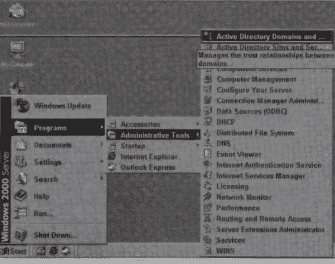 Active Directory Domains and ...
Active Directory Sites and Ser...
Manages the trust relationships between
domains.
Component Services
Computer Management
Configure Your Server
Connection Manager Administ...
Data Sources (ODBC)
DHCP
Distributed File System
DNS
Event Viewer
Internet Authentication Service
Internet Services Manager
Licensing
Network Monitor
Performance
Routing and Remote Access
Server Extensions Administrator
Services
WINS
Accessories
Administrative Tools
Startup
Internet Explorer
Outlook Express
Windows Update
Programs
Documents
Settings
Search
Help
Run...
Shut Down...
Windows 2000 Server
Start